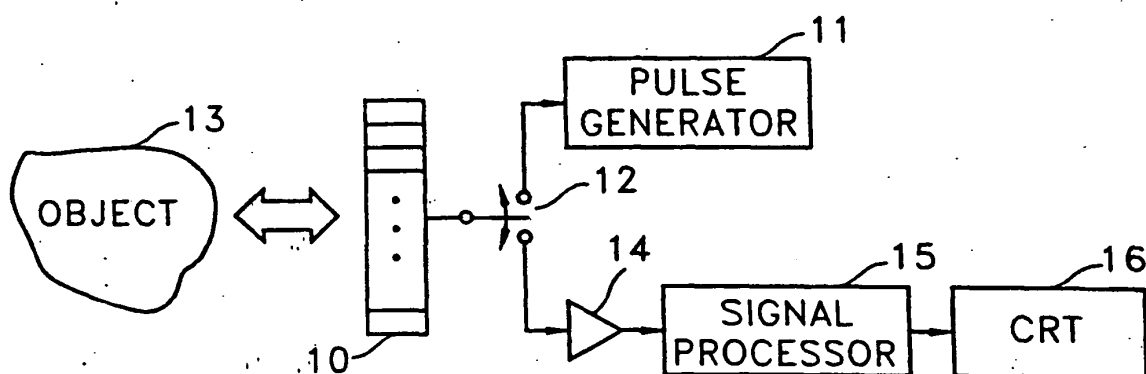 11
PULSE
GENERATOR
13
OBJECT
12
10
14
15
SIGNAL
PROCESSOR
16
CRT